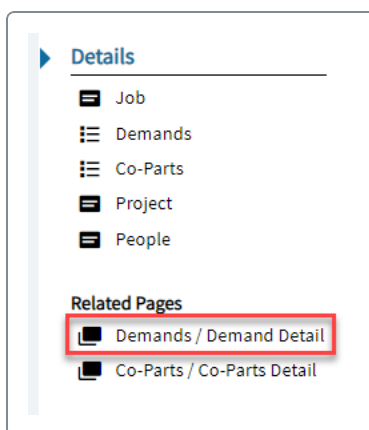 Details
Job
Demands
Co-Parts
Project
People
Related Pages
Demands / Demand Detail
Co-Parts / Co-Parts Detail